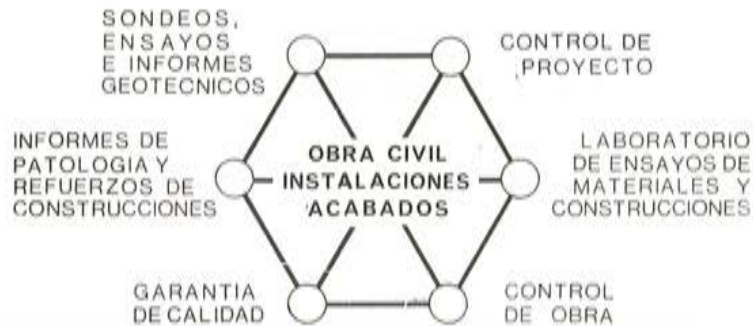 SONDEOS,
ENSAYOS
E INFORMES
GEOTECNICOS
CONTROL DE
PROYECTO
INFORMES DE
PATOLOGIA Y
REFUERZOS DE
CONSTRUCCIONES
OBRA CIVIL
INSTALACIONES
ACABADOS
LABORATORIO
DE ENSAYOS DE
MATERIALES Y
CONSTRUCCIONES
GARANTIA
DE CALIDAD
CONTROL
DE OBRA